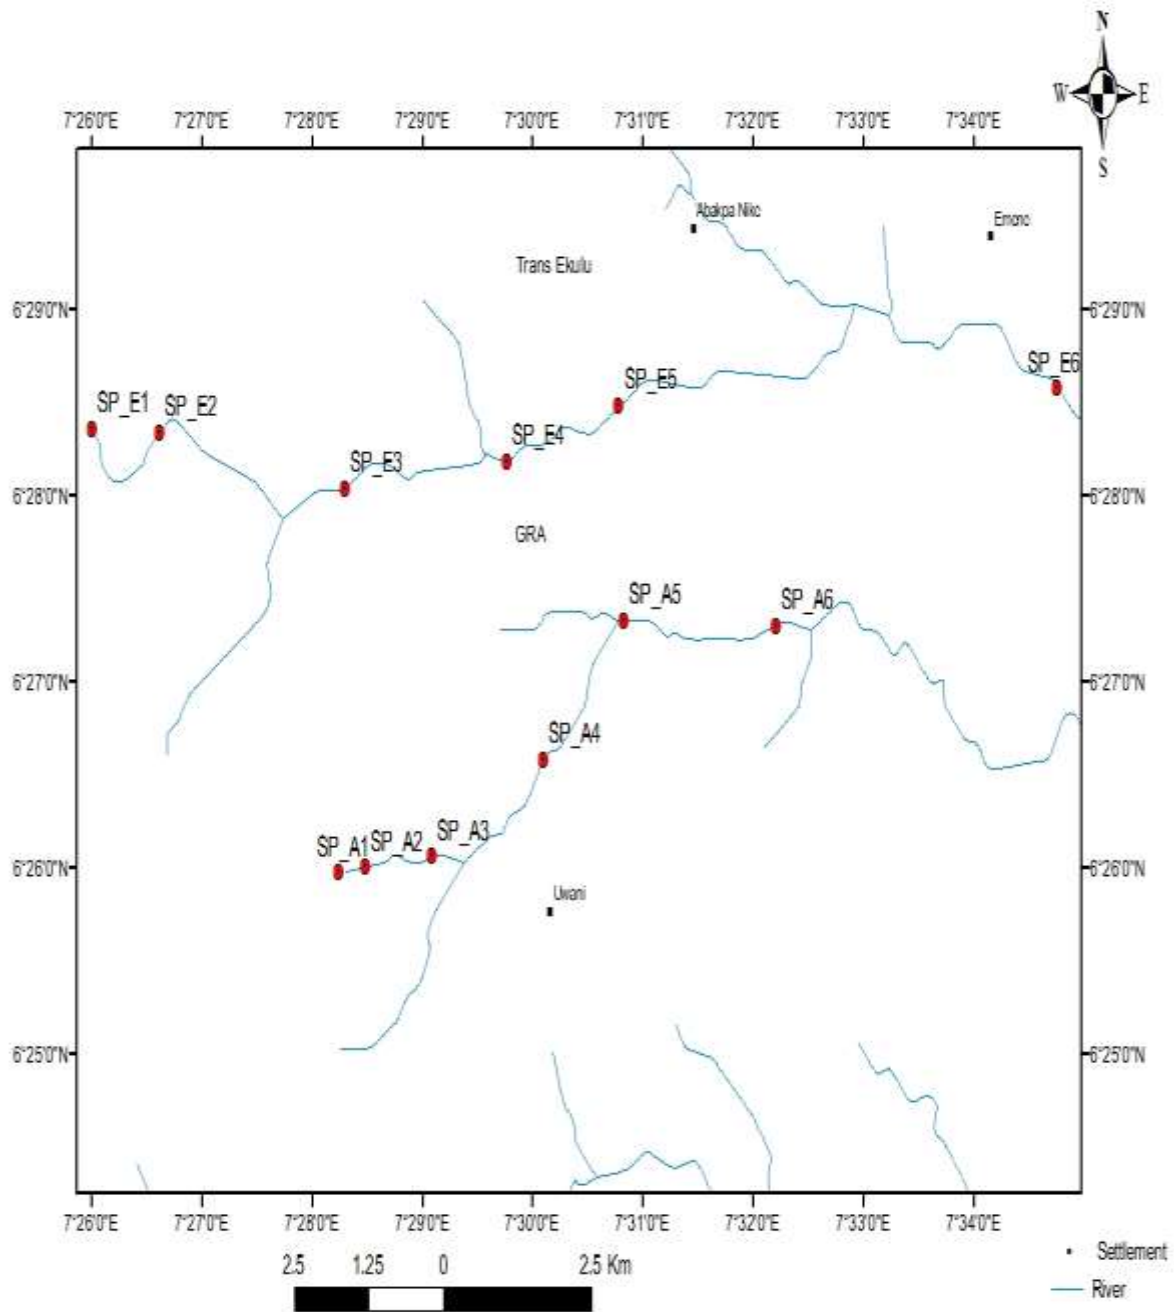 N
W E
S
7°26'0"E 7°27'0"E 7°28'0"E 7°29'0"E 7°30'0"E 7°31'0"E 7°32'0"E 7°33'0"E 7°34'0"E
Abakpa Nike
Emene
Trans Ekulu
6°29'0"N 6°29'0"N
SP_E6
SP_E5
SP_E1
SP_E2
SP_E4
SP_E3
6°28'0"N 6°28'0"N
GRA
SP_A5
SP_A6
6°27'0"N 6°27'0"N
SP_A4
SP_A3
SP_A2
SP_A1
6°26'0"N 6°26'0"N
Uwani
6°25'0"N 6°25'0"N
7°26'0"E 7°27'0"E 7°28'0"E 7°29'0"E 7°30'0"E 7°31'0"E 7°32'0"E 7°33'0"E 7°34'0"E
Settlement
2.5 1.25 0 2.5 Km
River